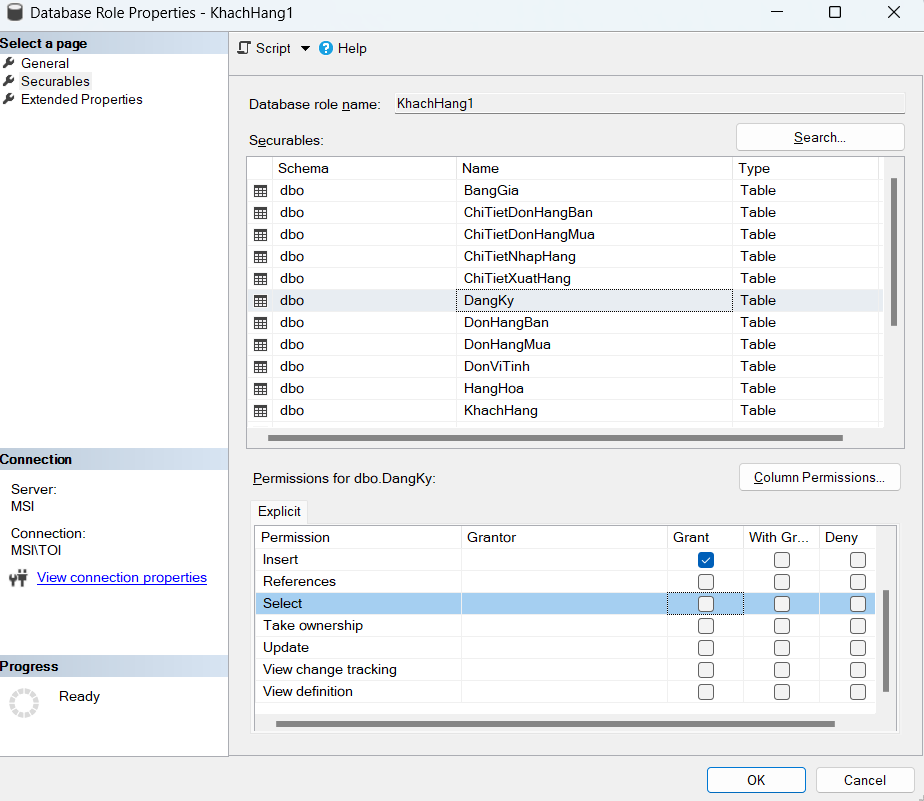 Database Role Properties - KhachHang1
Select a page
General
Securables
Extended Properties
Script
Help
Database role name: KhachHang1
Securables:
Search...
Schema Name Type
dbo BangGia Table
dbo ChiTietDonHangBan Table
dbo ChiTietDonHangMua Table
dbo ChiTietNhapHang Table
dbo ChiTietXuatHang Table
dbo DangKy Table
dbo DonHangBan Table
dbo DonHangMua Table
dbo DonViTinh Table
dbo HangHoa Table
dbo KhachHang Table
Connection
Server:
MSI
Connection:
MSI\TOI
View connection properties
Progress
Ready
Permissions for dbo.DangKy:
Column Permissions...
Explicit
Permission Grantor Grant With Gr... Deny
Insert
References
Select
Take ownership
Update
View change tracking
View definition
OK
Cancel